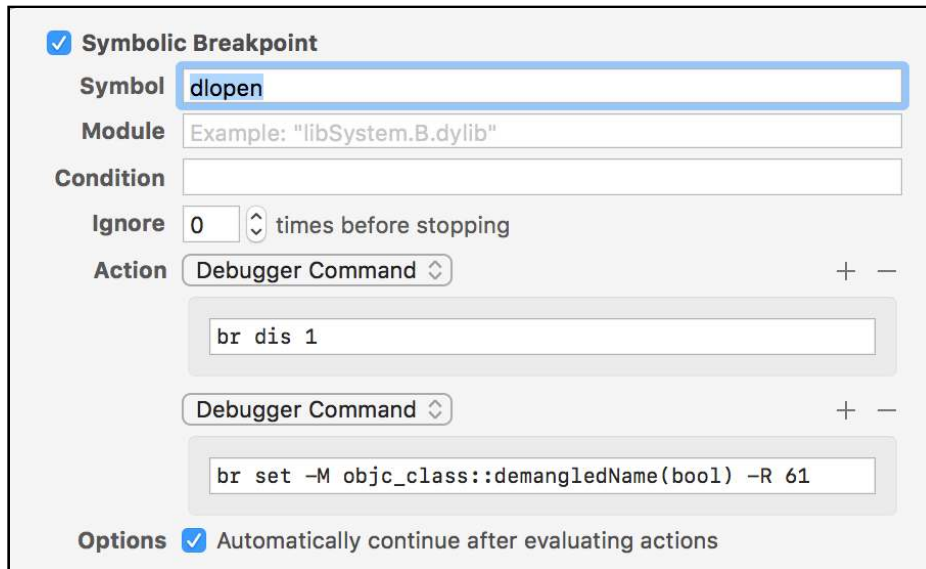 Symbolic Breakpoint
Symbol dlopen
Module Example: "libSystem.B.dylib"
Condition
Ignore 0 times before stopping
Action Debugger Command + −
br dis 1
Debugger Command + −
br set -M objc_class::demangledName(bool) -R 61
Options Automatically continue after evaluating actions